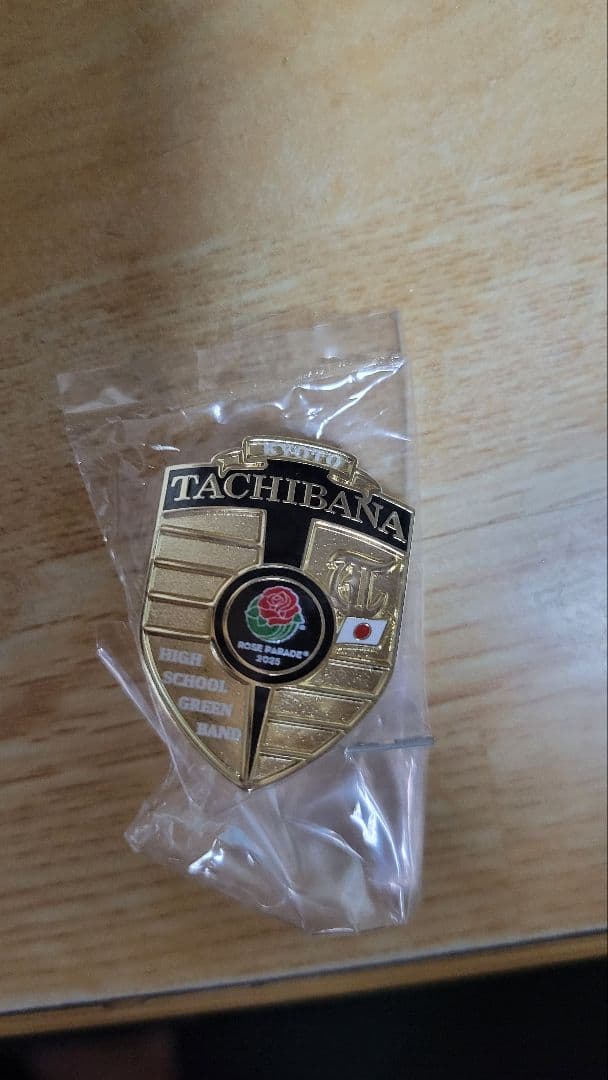 KYOTO
TACHIBANA
T
ROSE PARADE®
2025
HIGH
SCHOOL
GREEN
BAND